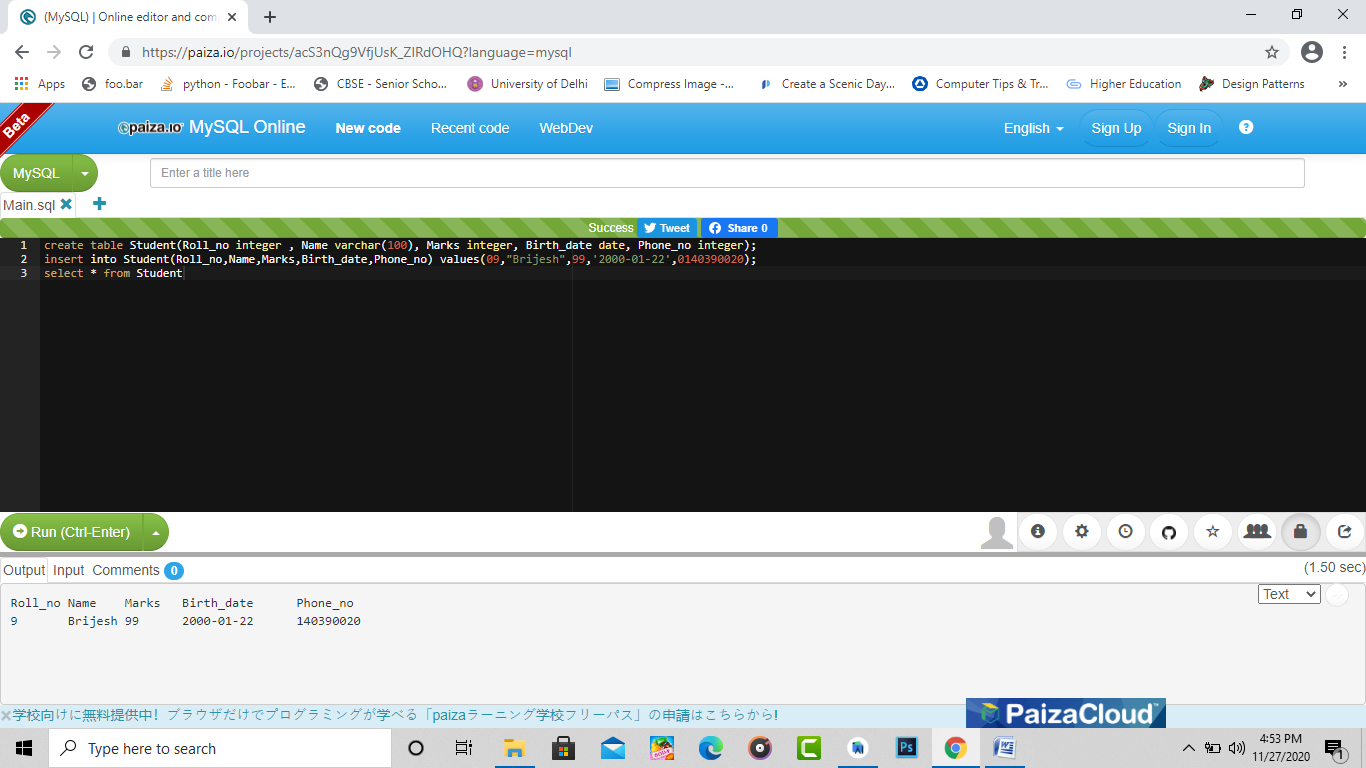 (MySQL) | Online editor and com
https://paiza.io/projects/acS3nQg9VfjUsK_ZIRdOHQ?language=mysql
Apps foo.bar python - Foobar - E... CBSE - Senior Scho... University of Delhi Compress Image -... Create a Scenic Day... Computer Tips & Tr... Higher Education Design Patterns »
Beta
paiza.io MySQL Online New code Recent code WebDev English Sign Up Sign In ?
MySQL Enter a title here
Main.sql
Success Tweet Share 0
1 create table Student(Roll_no integer , Name varchar(100), Marks integer, Birth_date date, Phone_no integer);
2 insert into Student(Roll_no,Name,Marks,Birth_date,Phone_no) values(09,"Brijesh",99,'2000-01-22',0140390020);
3 select * from Student
Run (Ctrl-Enter)
Output Input Comments 0 (1.50 sec)
Text
Roll_no Name Marks Birth_date Phone_no
9 Brijesh 99 2000-01-22 140390020
学校向けに無料提供中！ブラウザだけでプログラミングが学べる「paizaラーニング学校フリーパス」の申請はこちらから!
PaizaCloud
Type here to search
Ps
4:53 PM
11/27/2020
1